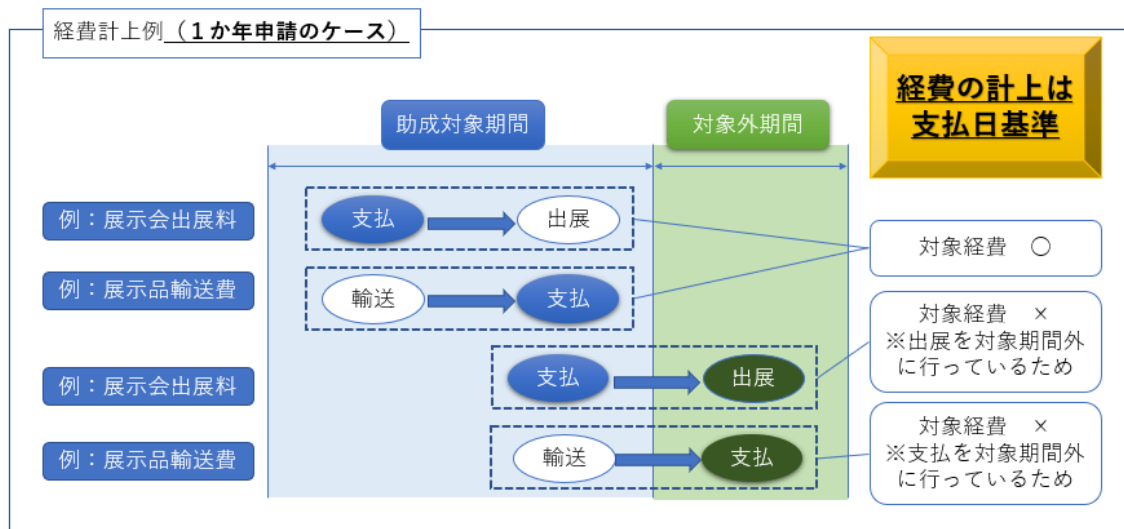 経費計上例（１か年申請のケース）
経費の計上は
支払日基準
助成対象期間
対象外期間
例：展示会出展料
支払
出展
対象経費　○
例：展示品輸送費
輸送
支払
例：展示会出展料
支払
出展
対象経費　×
※出展を対象期間外
に行っているため
例：展示品輸送費
輸送
支払
対象経費　×
※支払を対象期間外
に行っているため